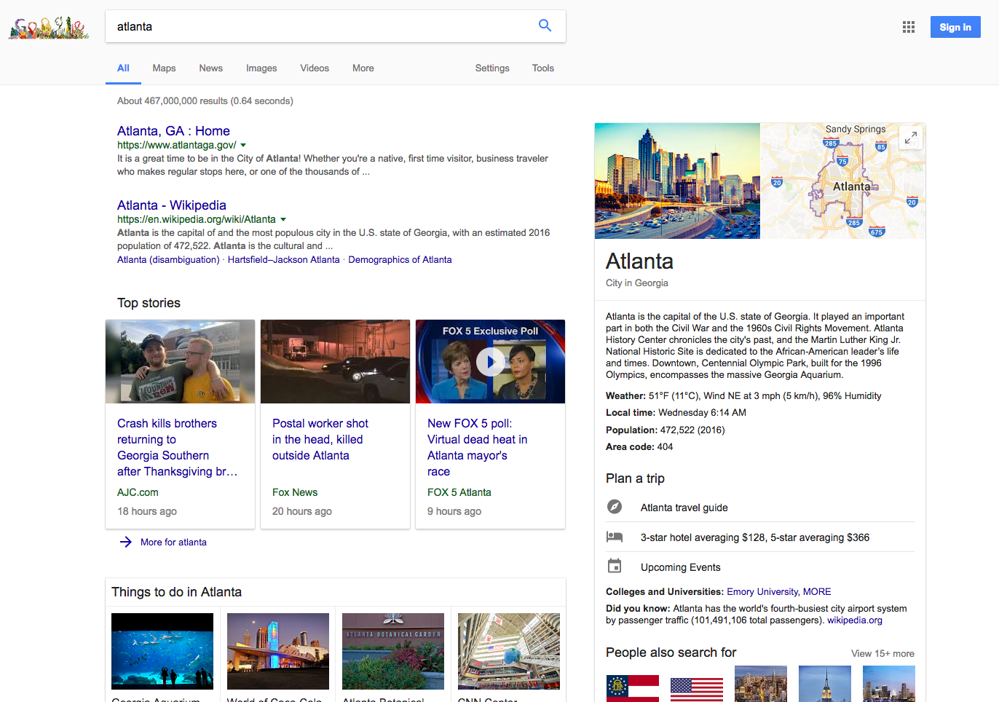 Google
atlanta
Sign in
All
Maps
News
Images
Videos
More
Settings
Tools
About 467,000,000 results (0.64 seconds)
Atlanta, GA : Home
https://www.atlantaga.gov/
It is a great time to be in the City of Atlanta! Whether you're a native, first time visitor, business traveler
who makes regular stops here, or one of the thousands of ...
Atlanta - Wikipedia
https://en.wikipedia.org/wiki/Atlanta
Atlanta is the capital of and the most populous city in the U.S. state of Georgia, with an estimated 2016
population of 472,522. Atlanta is the cultural and ...
Atlanta (disambiguation) · Hartsfield–Jackson Atlanta · Demographics of Atlanta
Top stories
FOX 5 Exclusive Poll
Crash kills brothers
returning to
Georgia Southern
after Thanksgiving br…
AJC.com
18 hours ago
Postal worker shot
in the head, killed
outside Atlanta
Fox News
20 hours ago
New FOX 5 poll:
Virtual dead heat in
Atlanta mayor's
race
FOX 5 Atlanta
9 hours ago
More for atlanta
Things to do in Atlanta
ATLANTA BOTANICAL GARDEN
Georgia Aquarium
World of Coca-Cola
Atlanta Botanical
CNN Center
Sandy Springs
285
85
75
20
Atlanta
20
285
675
Atlanta
City in Georgia
Atlanta is the capital of the U.S. state of Georgia. It played an important
part in both the Civil War and the 1960s Civil Rights Movement. Atlanta
History Center chronicles the city's past, and the Martin Luther King Jr.
National Historic Site is dedicated to the African-American leader's life
and times. Downtown, Centennial Olympic Park, built for the 1996
Olympics, encompasses the massive Georgia Aquarium.
Weather: 51°F (11°C), Wind NE at 3 mph (5 km/h), 96% Humidity
Local time: Wednesday 6:14 AM
Population: 472,522 (2016)
Area code: 404
Plan a trip
Atlanta travel guide
3-star hotel averaging $128, 5-star averaging $366
Upcoming Events
Colleges and Universities: Emory University, MORE
Did you know: Atlanta has the world's fourth-busiest city airport system
by passenger traffic (101,491,106 total passengers). wikipedia.org
People also search for
View 15+ more